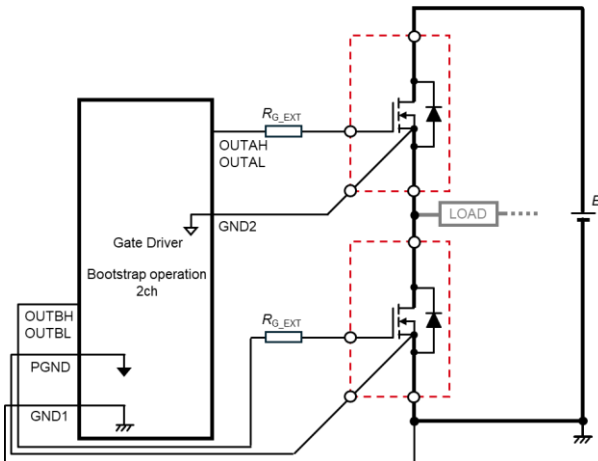 R_G_EXT
OUTAH
OUTAL
GND2
E
LOAD
Gate Driver
Bootstrap operation
2ch
OUTBH
OUTBL
R_G_EXT
PGND
GND1